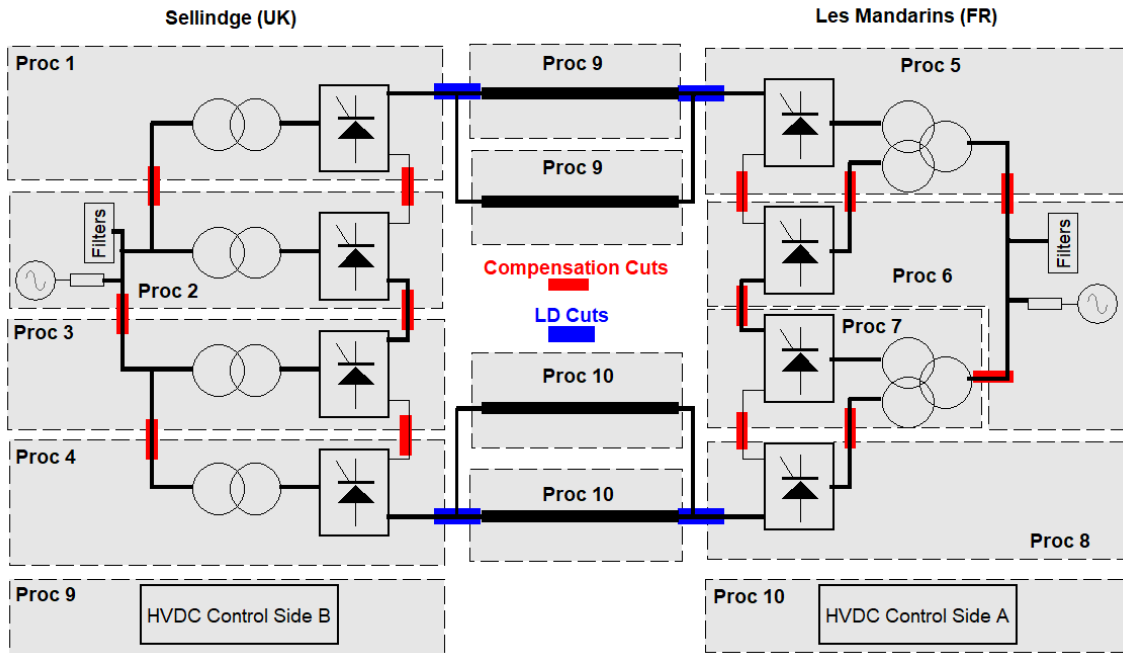 Sellindge (UK)
Les Mandarins (FR)
Proc 1
Proc 9
Proc 5
Proc 9
Filters
Proc 2
Compensation Cuts
LD Cuts
Filters
Proc 6
Proc 3
Proc 7
Proc 10
Proc 4
Proc 10
Proc 8
Proc 9
HVDC Control Side B
Proc 10
HVDC Control Side A